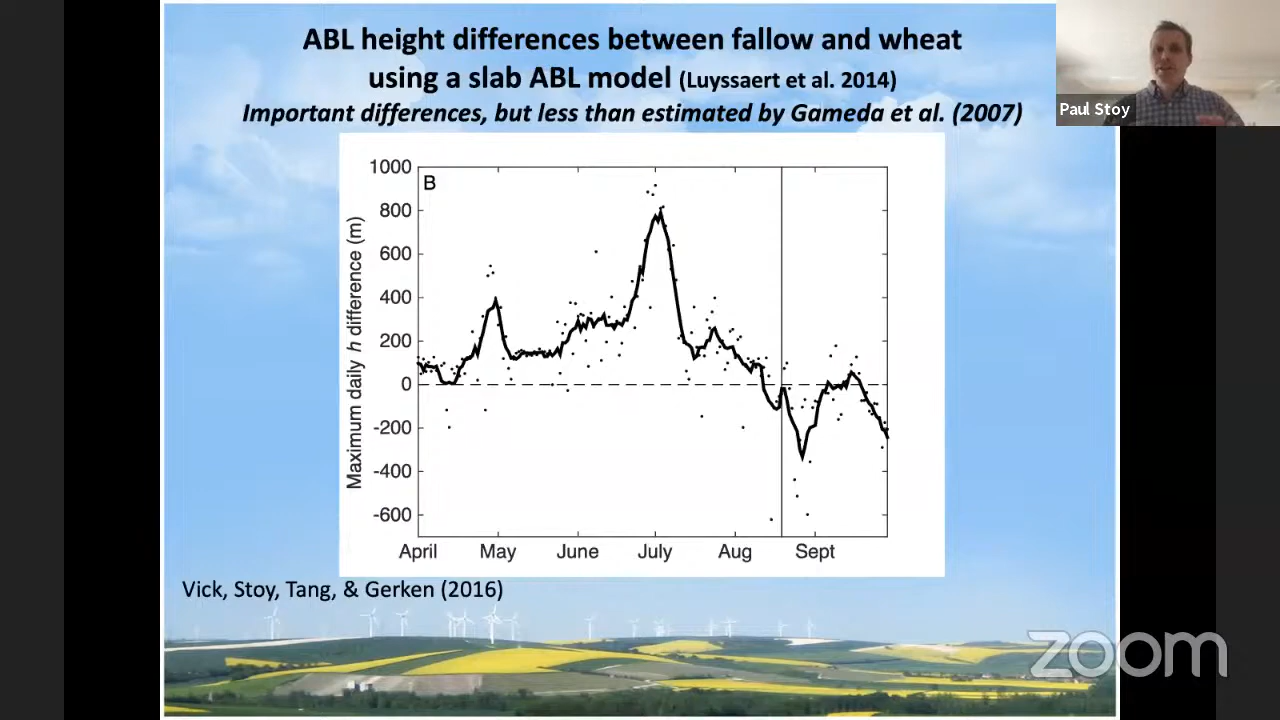 ABL height differences between fallow and wheat
using a slab ABL model (Luyssaert et al. 2014)
Important differences, but less than estimated by Gameda et al. (2007)
Paul Stoy
B
Maximum daily h difference (m)
1000
800
600
400
200
0
-200
-400
-600
April May June July Aug Sept
Vick, Stoy, Tang, & Gerken (2016)
zoom